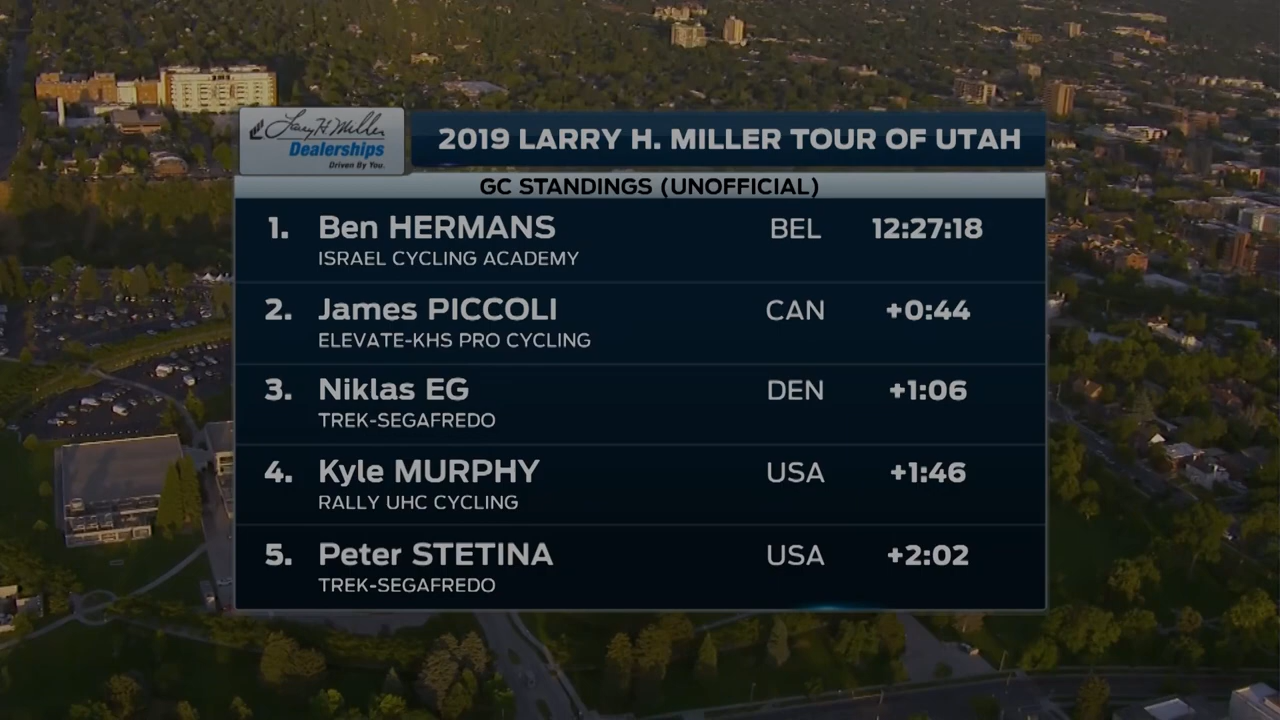 Larry H. Miller
Dealerships
Driven By You.
2019 LARRY H. MILLER TOUR OF UTAH
GC STANDINGS (UNOFFICIAL)
1. Ben HERMANS BEL 12:27:18
ISRAEL CYCLING ACADEMY
2. James PICCOLI CAN +0:44
ELEVATE-KHS PRO CYCLING
3. Niklas EG DEN +1:06
TREK-SEGAFREDO
4. Kyle MURPHY USA +1:46
RALLY UHC CYCLING
5. Peter STETINA USA +2:02
TREK-SEGAFREDO